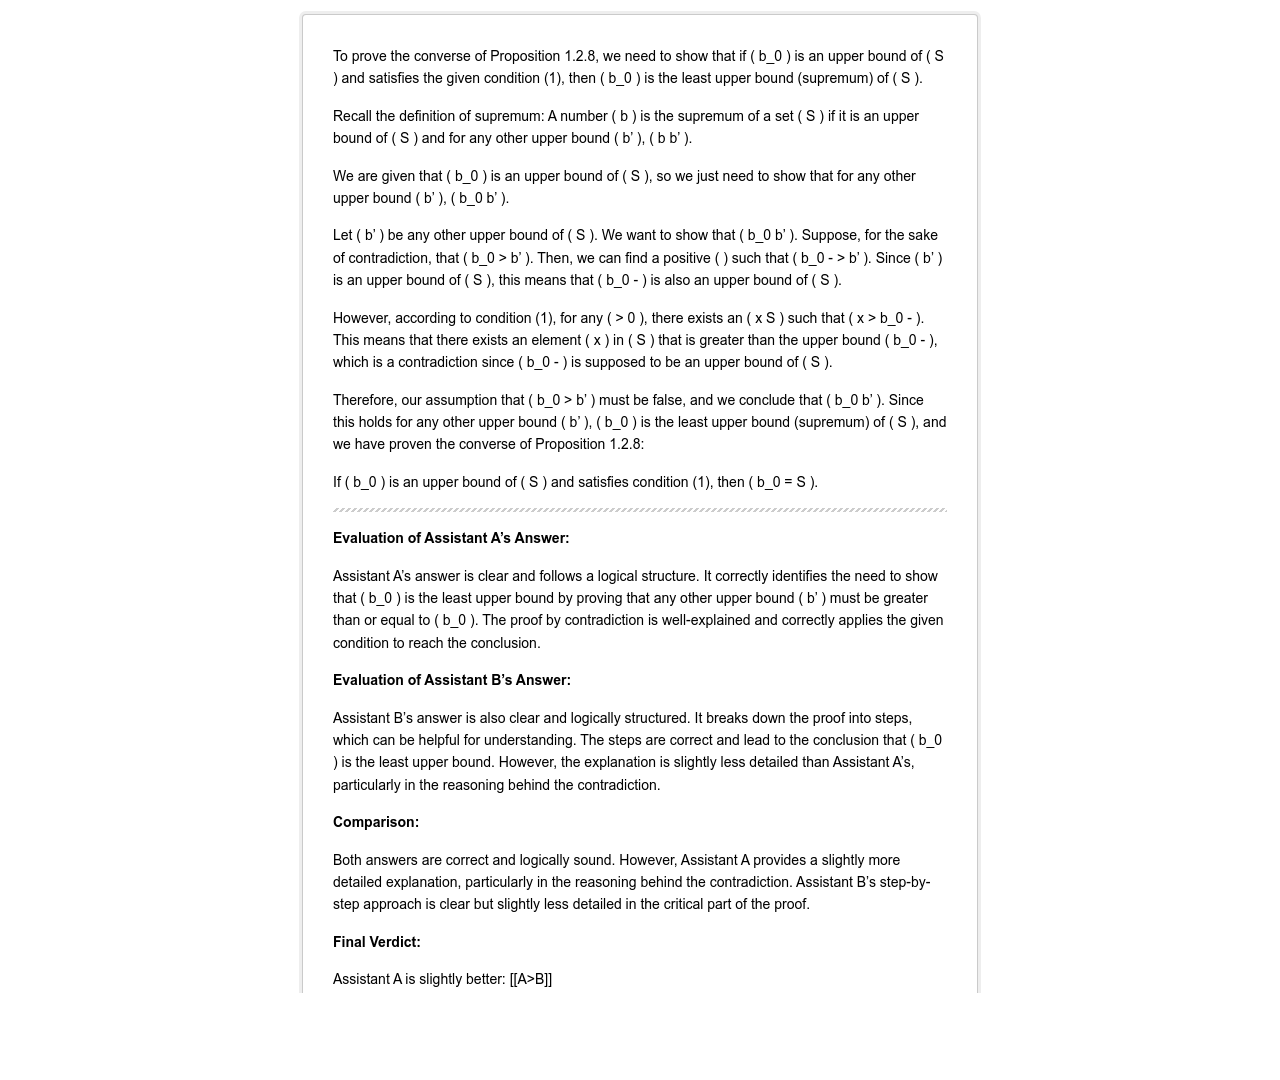 To prove the converse of Proposition 1.2.8, we need to show that if ( b_0 ) is an upper bound of ( S
) and satisfies the given condition (1), then ( b_0 ) is the least upper bound (supremum) of ( S ).
Recall the definition of supremum: A number ( b ) is the supremum of a set ( S ) if it is an upper
bound of ( S ) and for any other upper bound ( b’ ), ( b b’ ).
We are given that ( b_0 ) is an upper bound of ( S ), so we just need to show that for any other
upper bound ( b’ ), ( b_0 b’ ).
Let ( b’ ) be any other upper bound of ( S ). We want to show that ( b_0 b’ ). Suppose, for the sake
of contradiction, that ( b_0 > b’ ). Then, we can find a positive ( ) such that ( b_0 - > b’ ). Since ( b’ )
is an upper bound of ( S ), this means that ( b_0 - ) is also an upper bound of ( S ).
However, according to condition (1), for any ( > 0 ), there exists an ( x S ) such that ( x > b_0 - ).
This means that there exists an element ( x ) in ( S ) that is greater than the upper bound ( b_0 - ),
which is a contradiction since ( b_0 - ) is supposed to be an upper bound of ( S ).
Therefore, our assumption that ( b_0 > b’ ) must be false, and we conclude that ( b_0 b’ ). Since
this holds for any other upper bound ( b’ ), ( b_0 ) is the least upper bound (supremum) of ( S ), and
we have proven the converse of Proposition 1.2.8:
If ( b_0 ) is an upper bound of ( S ) and satisfies condition (1), then ( b_0 = S ).
Evaluation of Assistant A’s Answer:
Assistant A’s answer is clear and follows a logical structure. It correctly identifies the need to show
that ( b_0 ) is the least upper bound by proving that any other upper bound ( b’ ) must be greater
than or equal to ( b_0 ). The proof by contradiction is well-explained and correctly applies the given
condition to reach the conclusion.
Evaluation of Assistant B’s Answer:
Assistant B’s answer is also clear and logically structured. It breaks down the proof into steps,
which can be helpful for understanding. The steps are correct and lead to the conclusion that ( b_0
) is the least upper bound. However, the explanation is slightly less detailed than Assistant A’s,
particularly in the reasoning behind the contradiction.
Comparison:
Both answers are correct and logically sound. However, Assistant A provides a slightly more
detailed explanation, particularly in the reasoning behind the contradiction. Assistant B’s step-by-
step approach is clear but slightly less detailed in the critical part of the proof.
Final Verdict:
Assistant A is slightly better: [[A>B]]